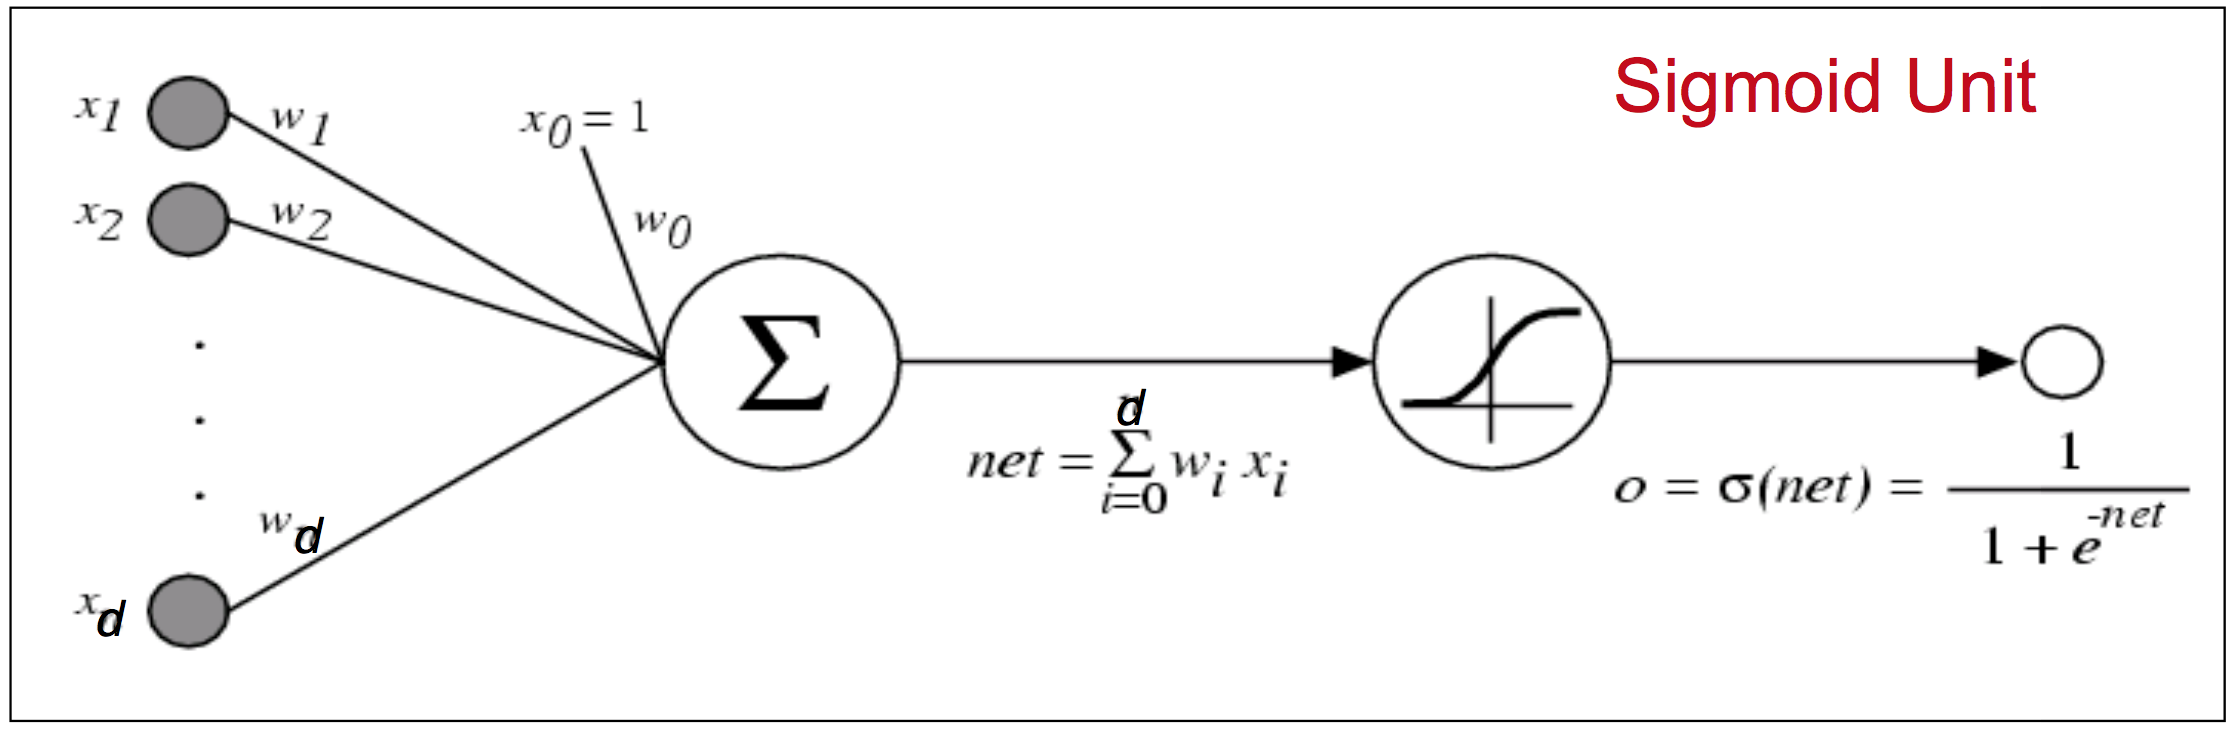 Sigmoid Unit
x1 w1
x0 = 1
x2 w2
w0
Σ
d
net = Σ wi xi
i=0
1
o = σ(net) =
1 + e -net
wd
xd